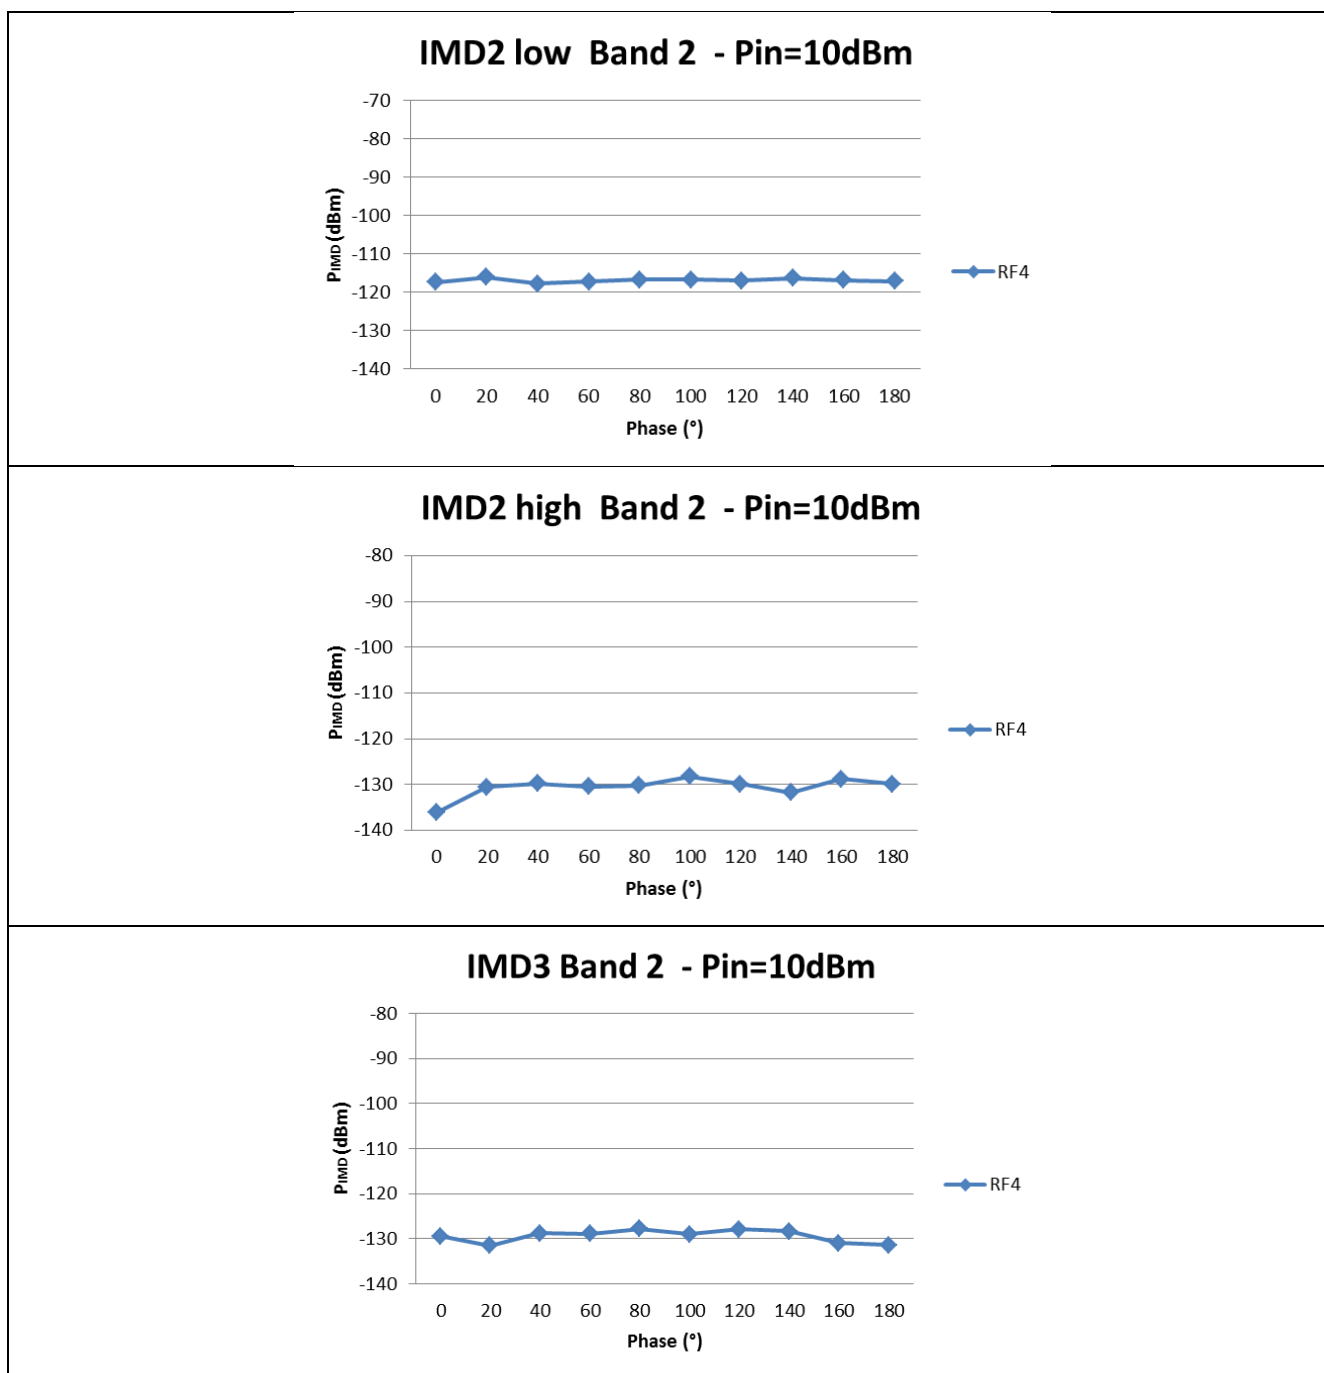 IMD2 low  Band 2  - Pin=10dBm
-70
-80
-90
-100
-110
-120
-130
-140
PIMD (dBm)
RF4
0 20 40 60 80 100 120 140 160 180
Phase (°)
IMD2 high  Band 2  - Pin=10dBm
-80
-90
-100
-110
-120
-130
-140
PIMD (dBm)
RF4
0 20 40 60 80 100 120 140 160 180
Phase (°)
IMD3 Band 2  - Pin=10dBm
-80
-90
-100
-110
-120
-130
-140
PIMD (dBm)
RF4
0 20 40 60 80 100 120 140 160 180
Phase (°)